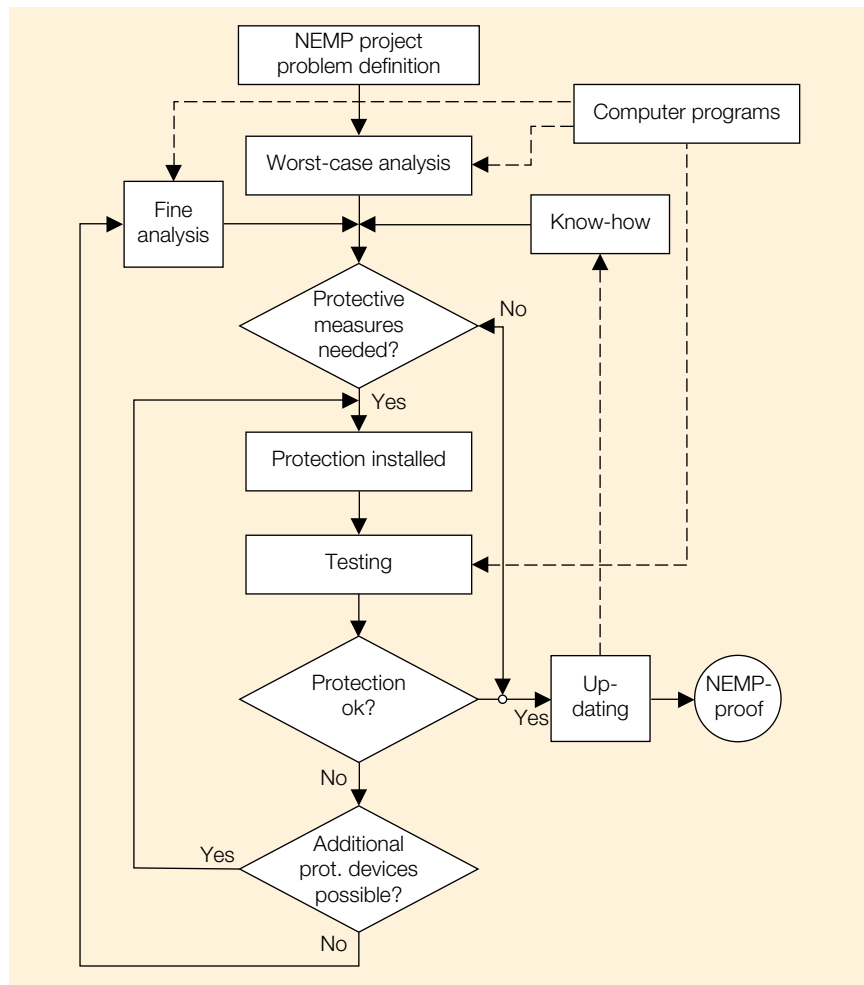 NEMP project
problem definition
Computer programs
Worst-case analysis
Fine
analysis
Know-how
Protective
measures
needed?
No
Yes
Protection installed
Testing
Protection
ok?
Yes
Up-
dating
NEMP-
proof
No
Additional
prot. devices
possible?
Yes
No